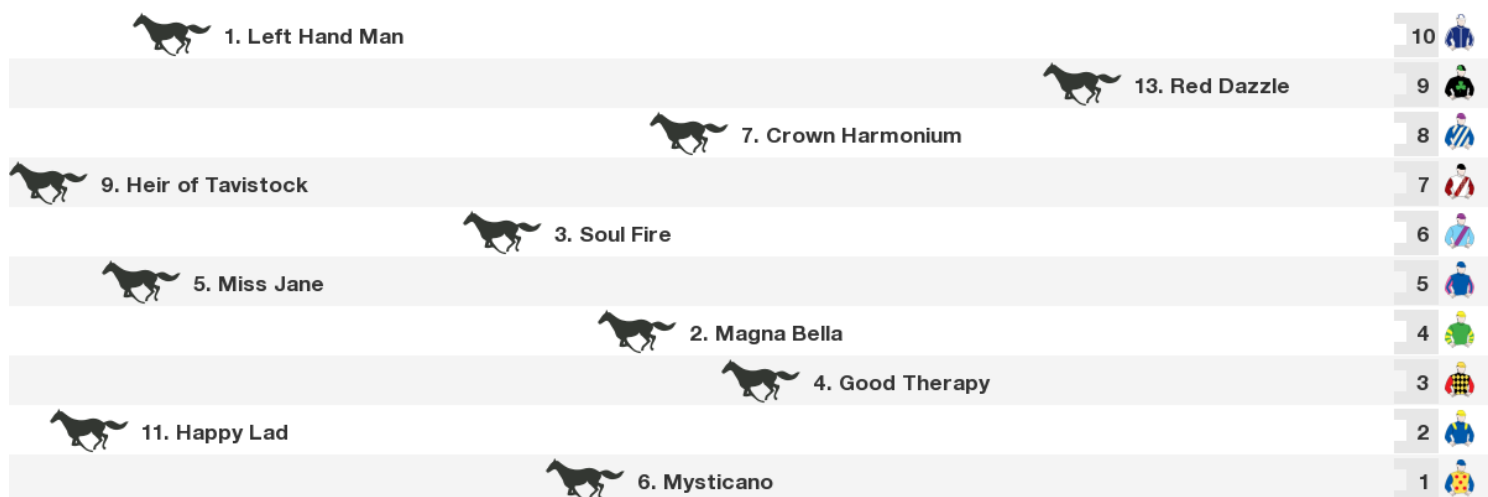 1. Left Hand Man 10
13. Red Dazzle 9
7. Crown Harmonium 8
9. Heir of Tavistock 7
3. Soul Fire 6
5. Miss Jane 5
2. Magna Bella 4
4. Good Therapy 3
11. Happy Lad 2
6. Mysticano 1